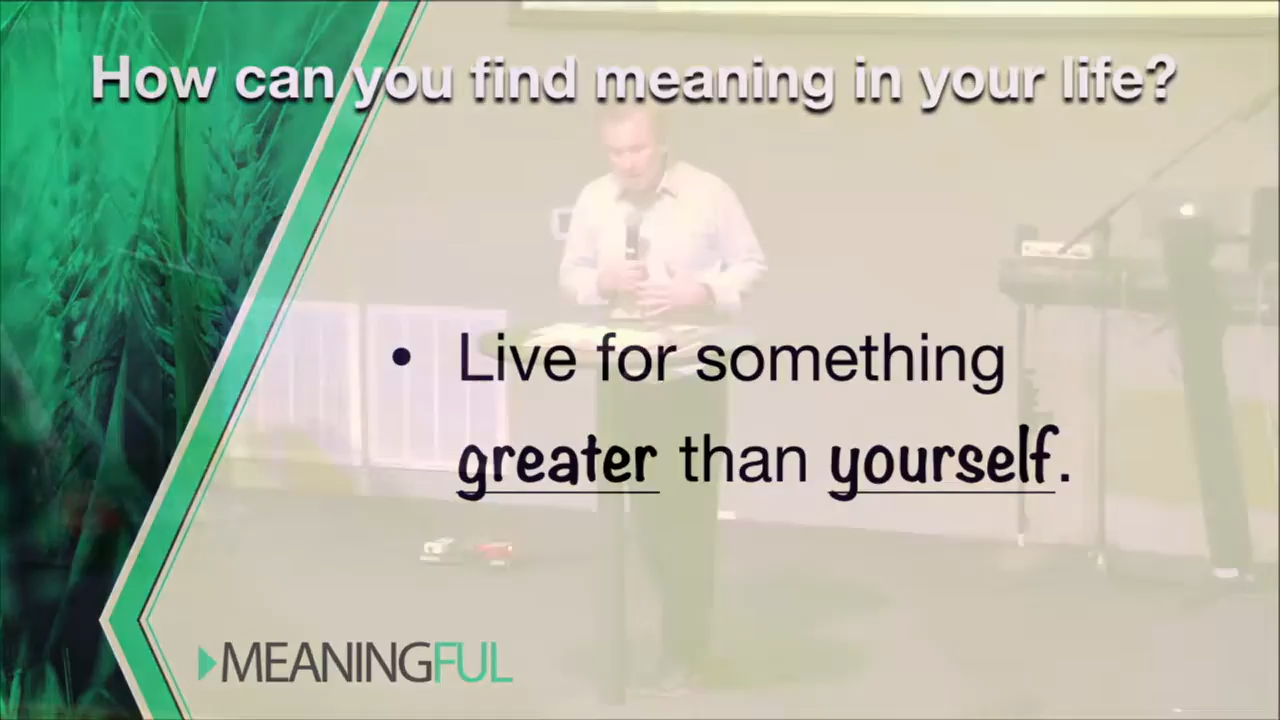 How can you find meaning in your life?
• Live for something
greater than yourself.
MEANINGFUL